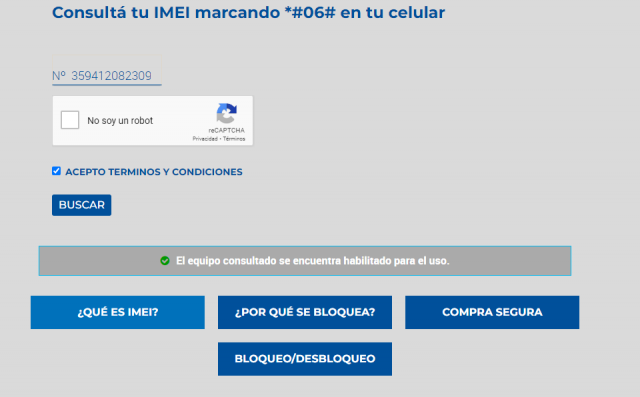 Consultá tu IMEI marcando *#06# en tu celular
Nº 359412082309
No soy un robot
reCAPTCHA
Privacidad • Términos
ACEPTO TERMINOS Y CONDICIONES
BUSCAR
El equipo consultado se encuentra habilitado para el uso.
¿QUÉ ES IMEI?
¿POR QUÉ SE BLOQUEA?
COMPRA SEGURA
BLOQUEO/DESBLOQUEO